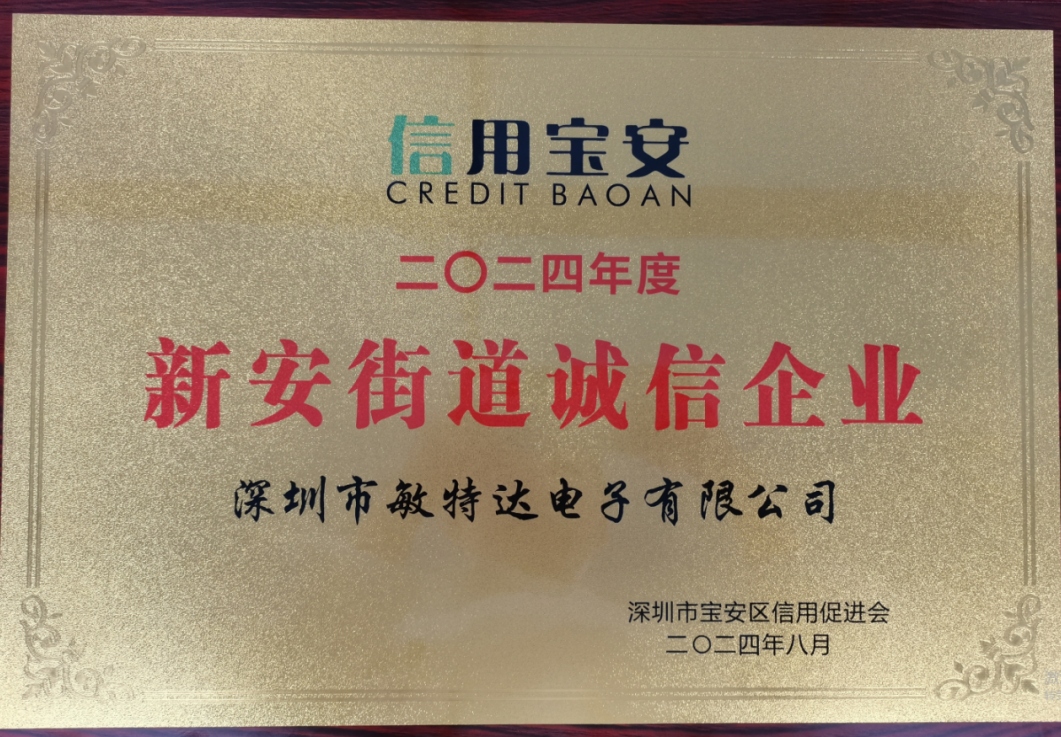 信用宝安
CREDIT BAOAN
二〇二四年度
新安街道诚信企业
深圳市敏特达电子有限公司
深圳市宝安区信用促进会
二〇二四年八月